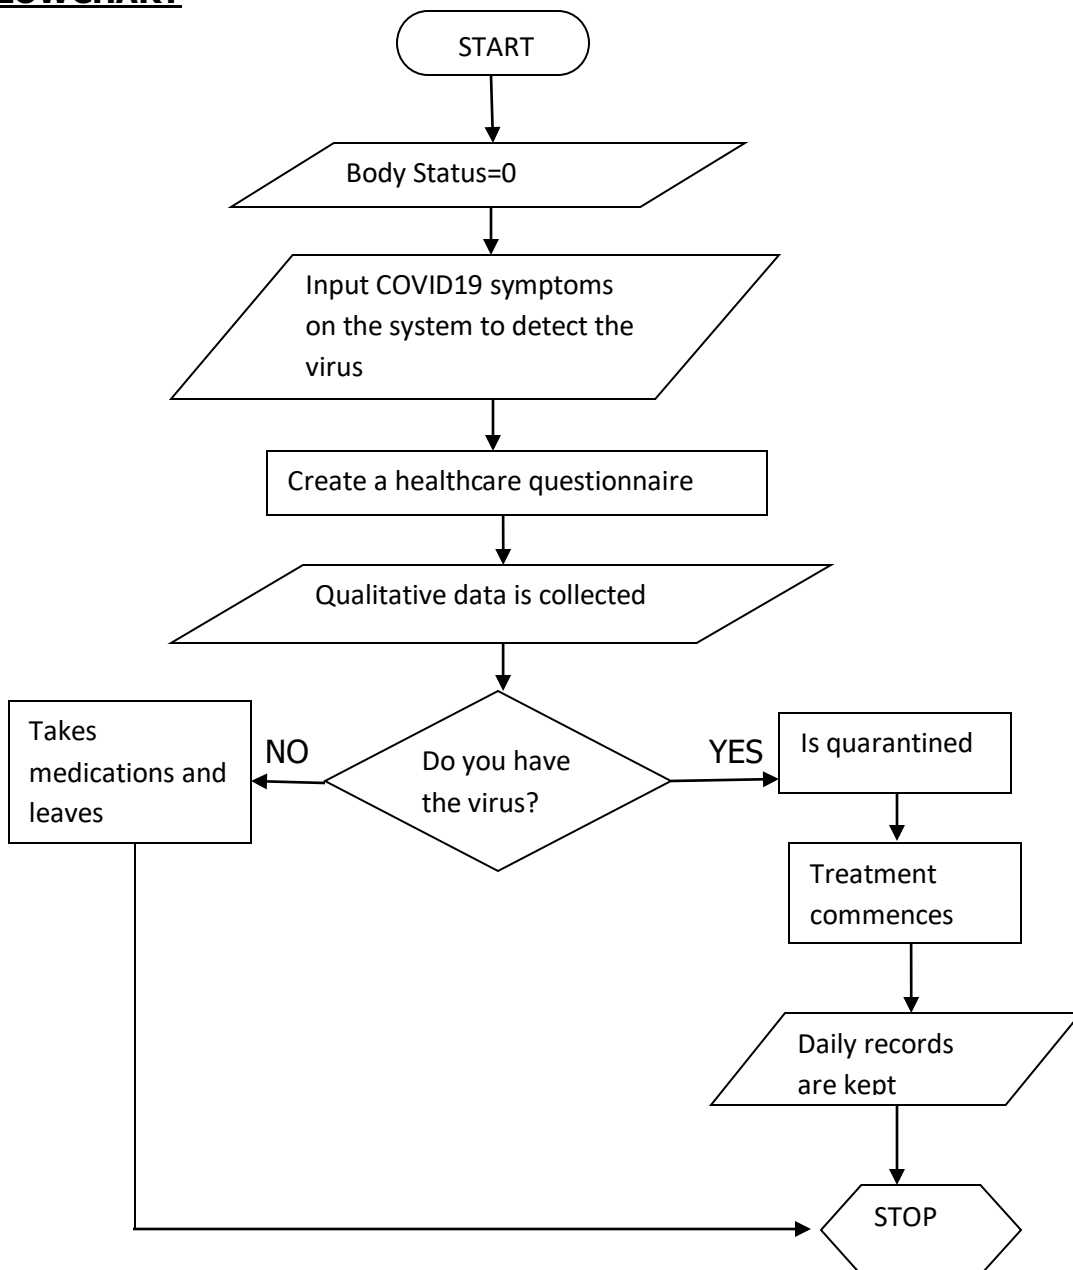 LOWCHART
START
Body Status=0
Input COVID19 symptoms
on the system to detect the
virus
Create a healthcare questionnaire
Qualitative data is collected
Do you have
the virus?
NO
YES
Takes
medications and
leaves
Is quarantined
Treatment
commences
Daily records
are kept
STOP